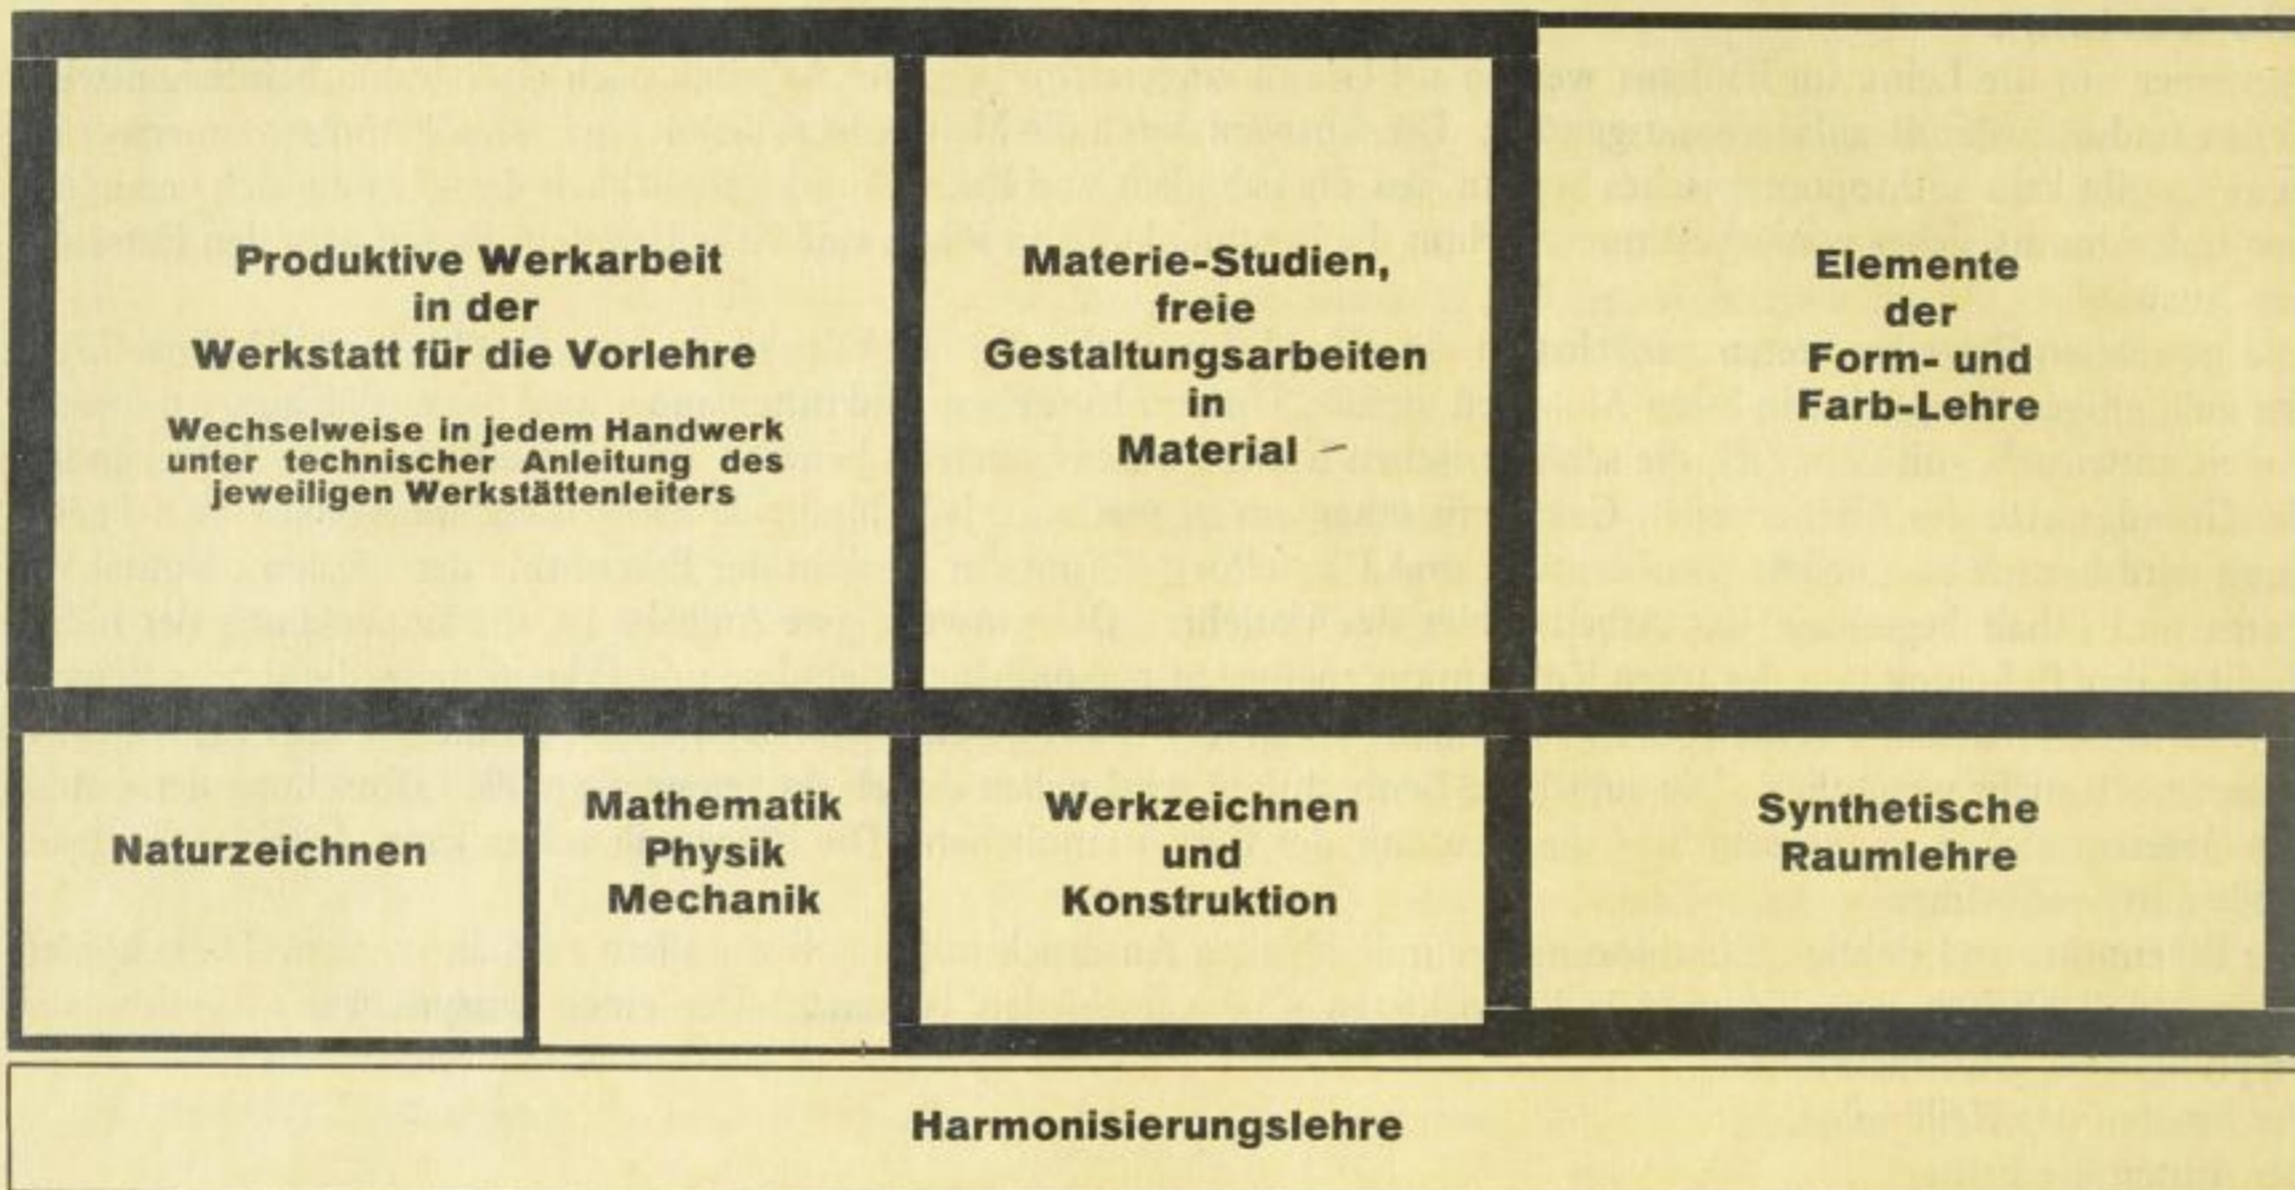 Produktive Werkarbeit
in der
Werkstatt für die Vorlehre
Wechselweise in jedem Handwerk
unter technischer Anleitung des
jeweiligen Werkstättenleiters
Materie-Studien,
freie
Gestaltungsarbeiten
in
Material
Elemente
der
Form- und
Farb-Lehre
Naturzeichnen
Mathematik
Physik
Mechanik
Werkzeichnen
und
Konstruktion
Synthetische
Raumlehre
Harmonisierungslehre